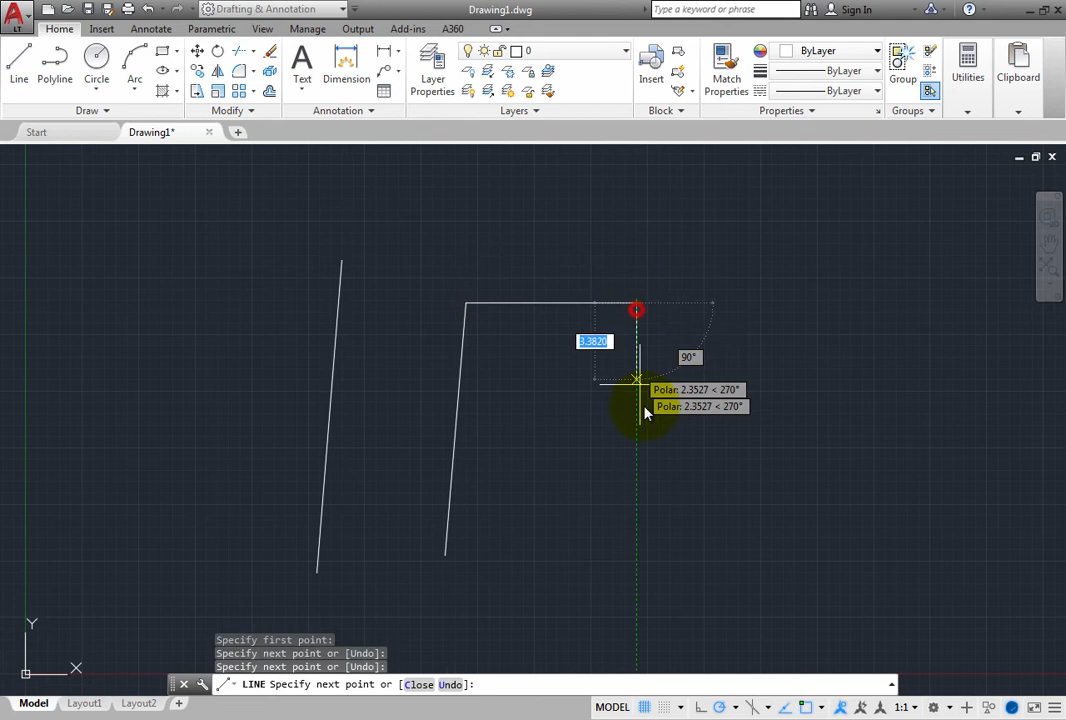 LT
Drafting & Annotation
Drawing1.dwg
Type a keyword or phrase
Sign In
Home Insert Annotate Parametric View Manage Output Add-ins A360
Line Polyline Circle Arc Text Dimension Layer Properties Insert Match Properties ByLayer ByLayer ByLayer Group Utilities Clipboard
0
Draw Modify Annotation Layers Block Properties Groups
Start Drawing1*
3.3820
90°
Polar: 2.3527 < 270°
Polar: 2.3527 < 270°
Y
X
Specify first point:
Specify next point or [Undo]:
Specify next point or [Undo]:
LINE Specify next point or [Close Undo]:
Model Layout1 Layout2 MODEL 1:1